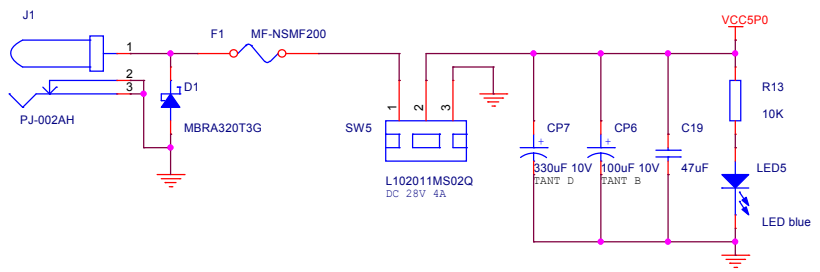 J1
VCC5P0
F1 MF-NSMF200
1
2
3
D1
PJ-002AH
MBRA320T3G
1 2 3
SW5
L102011MS02Q
DC 28V 4A
CP7
330uF 10V
TANT D
CP6
100uF 10V
TANT B
C19
47uF
R13
10K
LED5
LED blue
+
+